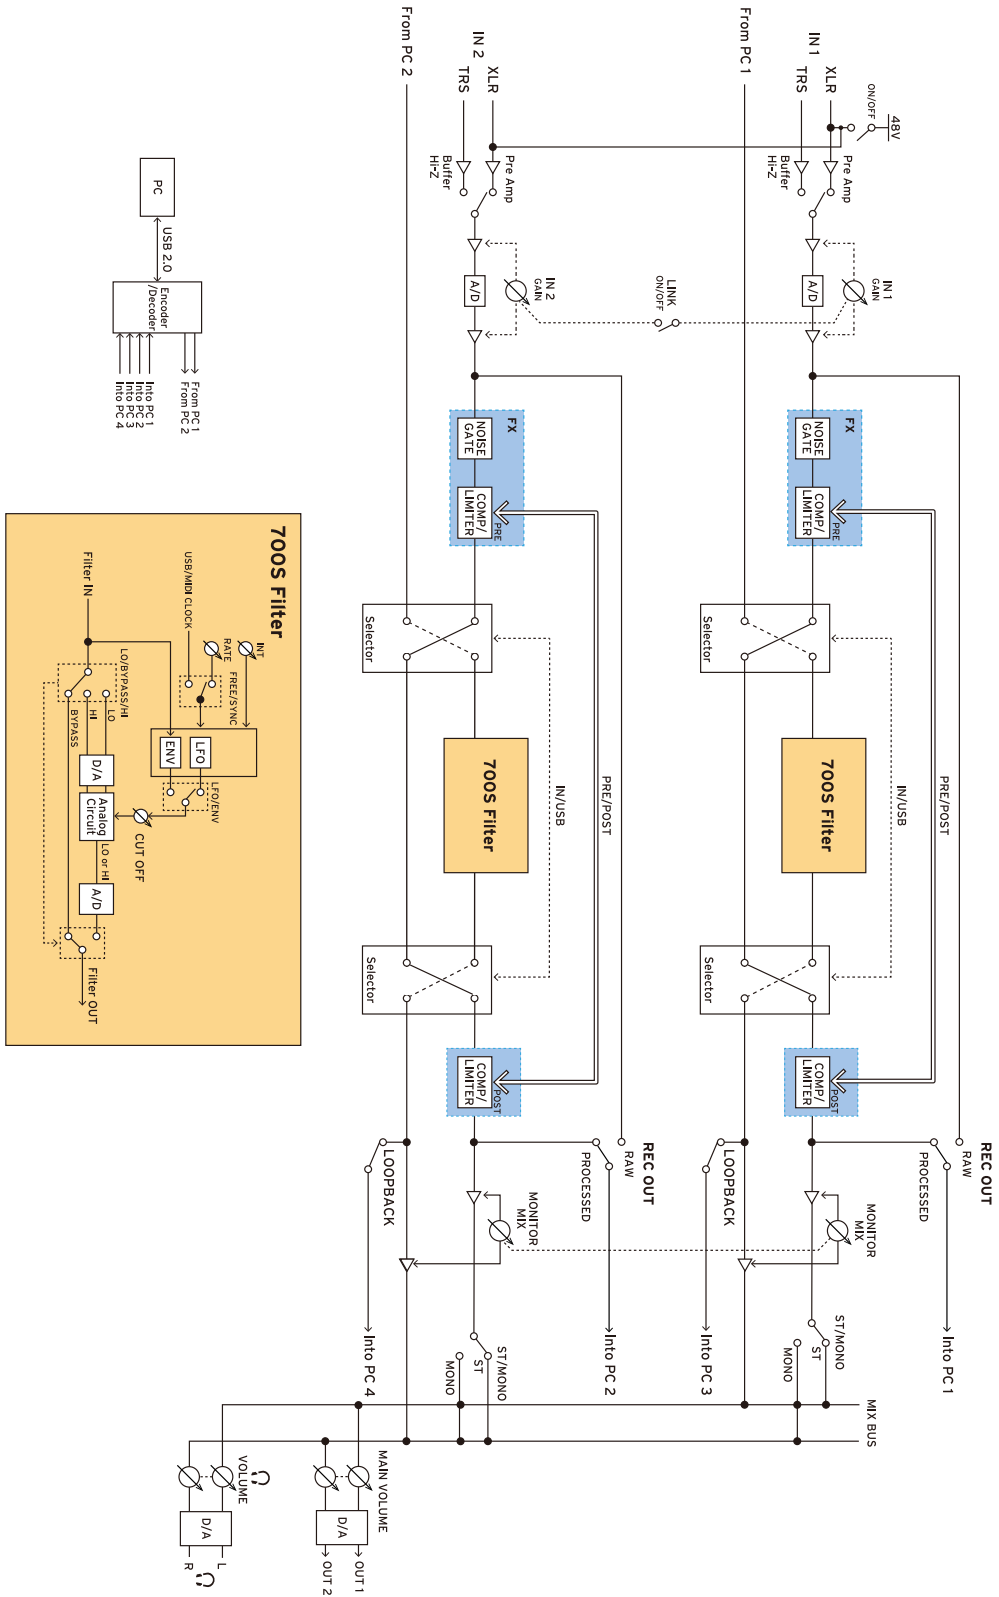 48V
ON/OFF
IN 1
XLR
TRS
Pre Amp
Buffer
Hi-Z
IN 1
GAIN
A/D
From PC 1
FX
NOISE
GATE
COMP/
LIMITER
PRE
Selector
IN/USB
PRE/POST
700S Filter
Selector
COMP/
LIMITER
POST
REC OUT
RAW
PROCESSED
LOOPBACK
MONITOR
MIX
Into PC 1
Into PC 3
ST/MONO
ST
MONO
MIX BUS
LINK
ON/OFF
IN 2
XLR
TRS
Pre Amp
Buffer
Hi-Z
IN 2
GAIN
A/D
From PC 2
FX
NOISE
GATE
COMP/
LIMITER
PRE
Selector
IN/USB
PRE/POST
700S Filter
Selector
COMP/
LIMITER
POST
REC OUT
RAW
PROCESSED
LOOPBACK
MONITOR
MIX
Into PC 2
Into PC 4
ST/MONO
ST
MONO
MAIN VOLUME
D/A
OUT 1
OUT 2
VOLUME
D/A
L
R
PC
USB 2.0
Encoder
/Decoder
From PC 1
From PC 2
Into PC 1
Into PC 2
Into PC 3
Into PC 4
700S Filter
INT
RATE
USB/MIDI CLOCK
FREE/SYNC
Filter IN
LFO
ENV
LFO/ENV
LO/BYPASS/HI
LO
HI
BYPASS
D/A
Analog
Circuit
CUT OFF
LO or HI
A/D
Filter OUT